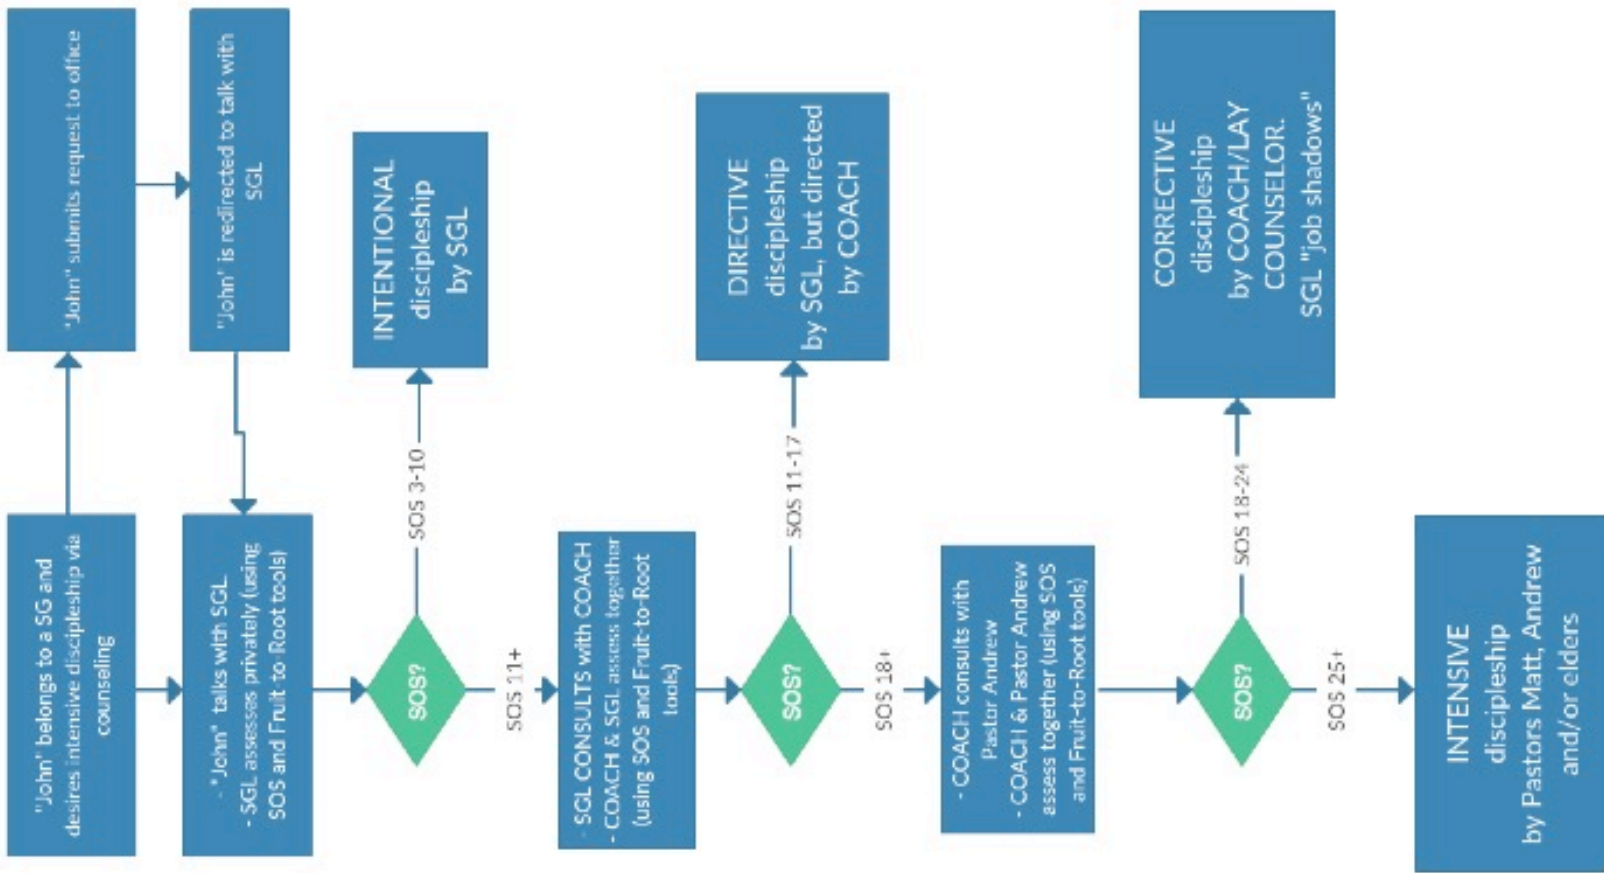 "John" belongs to a SG and
desires intensive discipleship via
counseling
"John" submits request to office
- "John" talks with SGL.
- SGL assesses privately (using
SOS and Fruit to Root tools)
"John" is redirected to talk with
SGL
SOS?
SOS 3-10
INTENTIONAL
discipleship
by SGL
SOS 11+
- SGL CONSULTS with COACH
- COACH & SGL assess together
(using SOS and Fruit-to-Root
tools)
SOS?
SOS 11-17
DIRECTIVE
discipleship
by SGL, but directed
by COACH
SOS 18+
- COACH consults with
Pastor Andrew
- COACH & Pastor Andrew
assess together (using SOS
and Fruit-to-Root tools)
SOS?
SOS 18-24
CORRECTIVE
discipleship
by COACH/LAY
COUNSELOR.
SGL "job shadows"
SOS 25+
INTENSIVE
discipleship
by Pastors Matt, Andrew
and/or elders